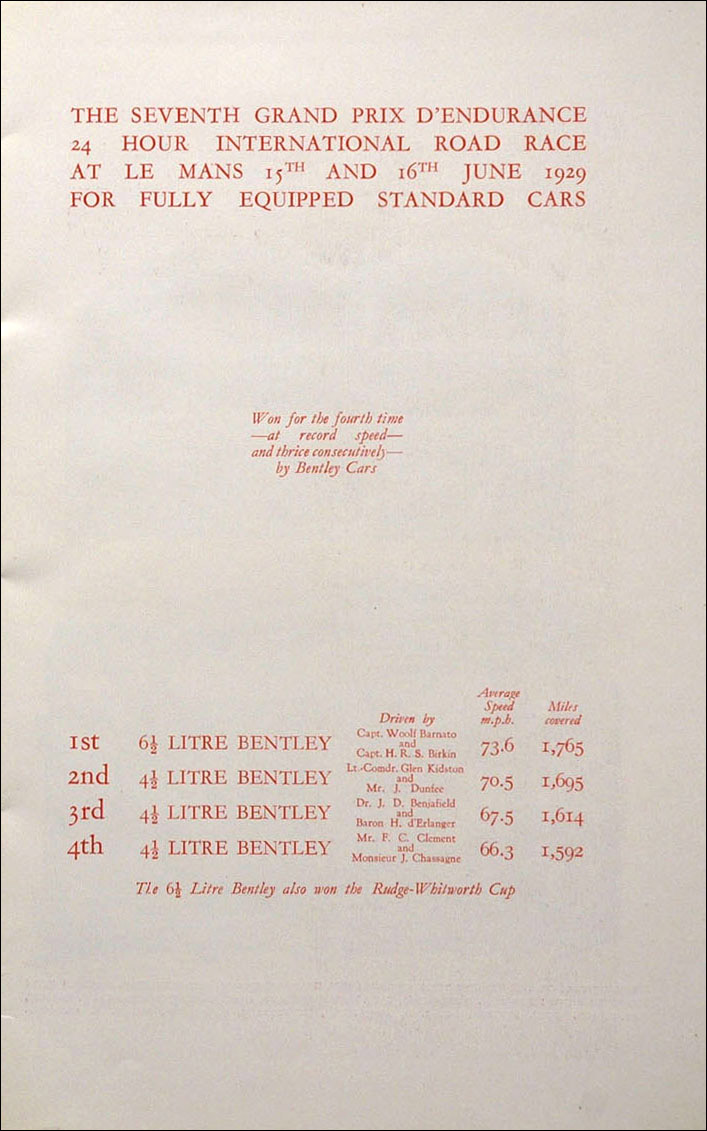 THE SEVENTH GRAND PRIX D'ENDURANCE
24 HOUR INTERNATIONAL ROAD RACE
AT LE MANS 15TH AND 16TH JUNE 1929
FOR FULLY EQUIPPED STANDARD CARS
Won for the fourth time
—at record speed—
and thrice consecutively—
by Bentley Cars
Driven by
Average Speed m.p.h.
Miles covered
1st 6½ LITRE BENTLEY Capt. Woolf Barnato and Capt. H. R. S. Birkin 73.6 1,765
2nd 4½ LITRE BENTLEY Lt.-Comdr. Glen Kidston and Mr. J. Dunfee 70.5 1,695
3rd 4½ LITRE BENTLEY Dr. J. D. Benjafield and Baron H. d'Erlanger 67.5 1,614
4th 4½ LITRE BENTLEY Mr. F. C. Clement and Monsieur J. Chassagne 66.3 1,592
The 6½ Litre Bentley also won the Rudge-Whitworth Cup